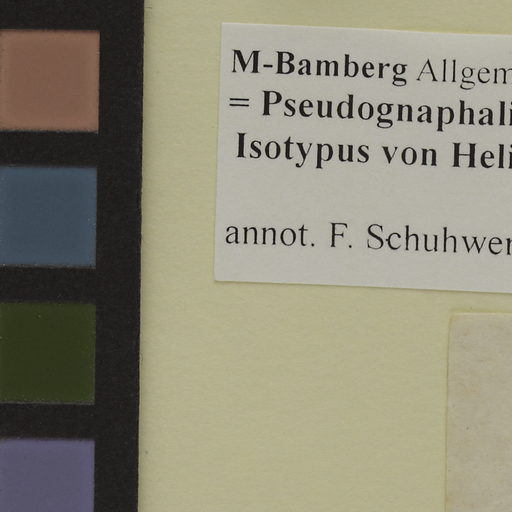 M-Bamberg Allgem
= Pseudognaphali
Isotypus von Heli
annot. F. Schuhwer